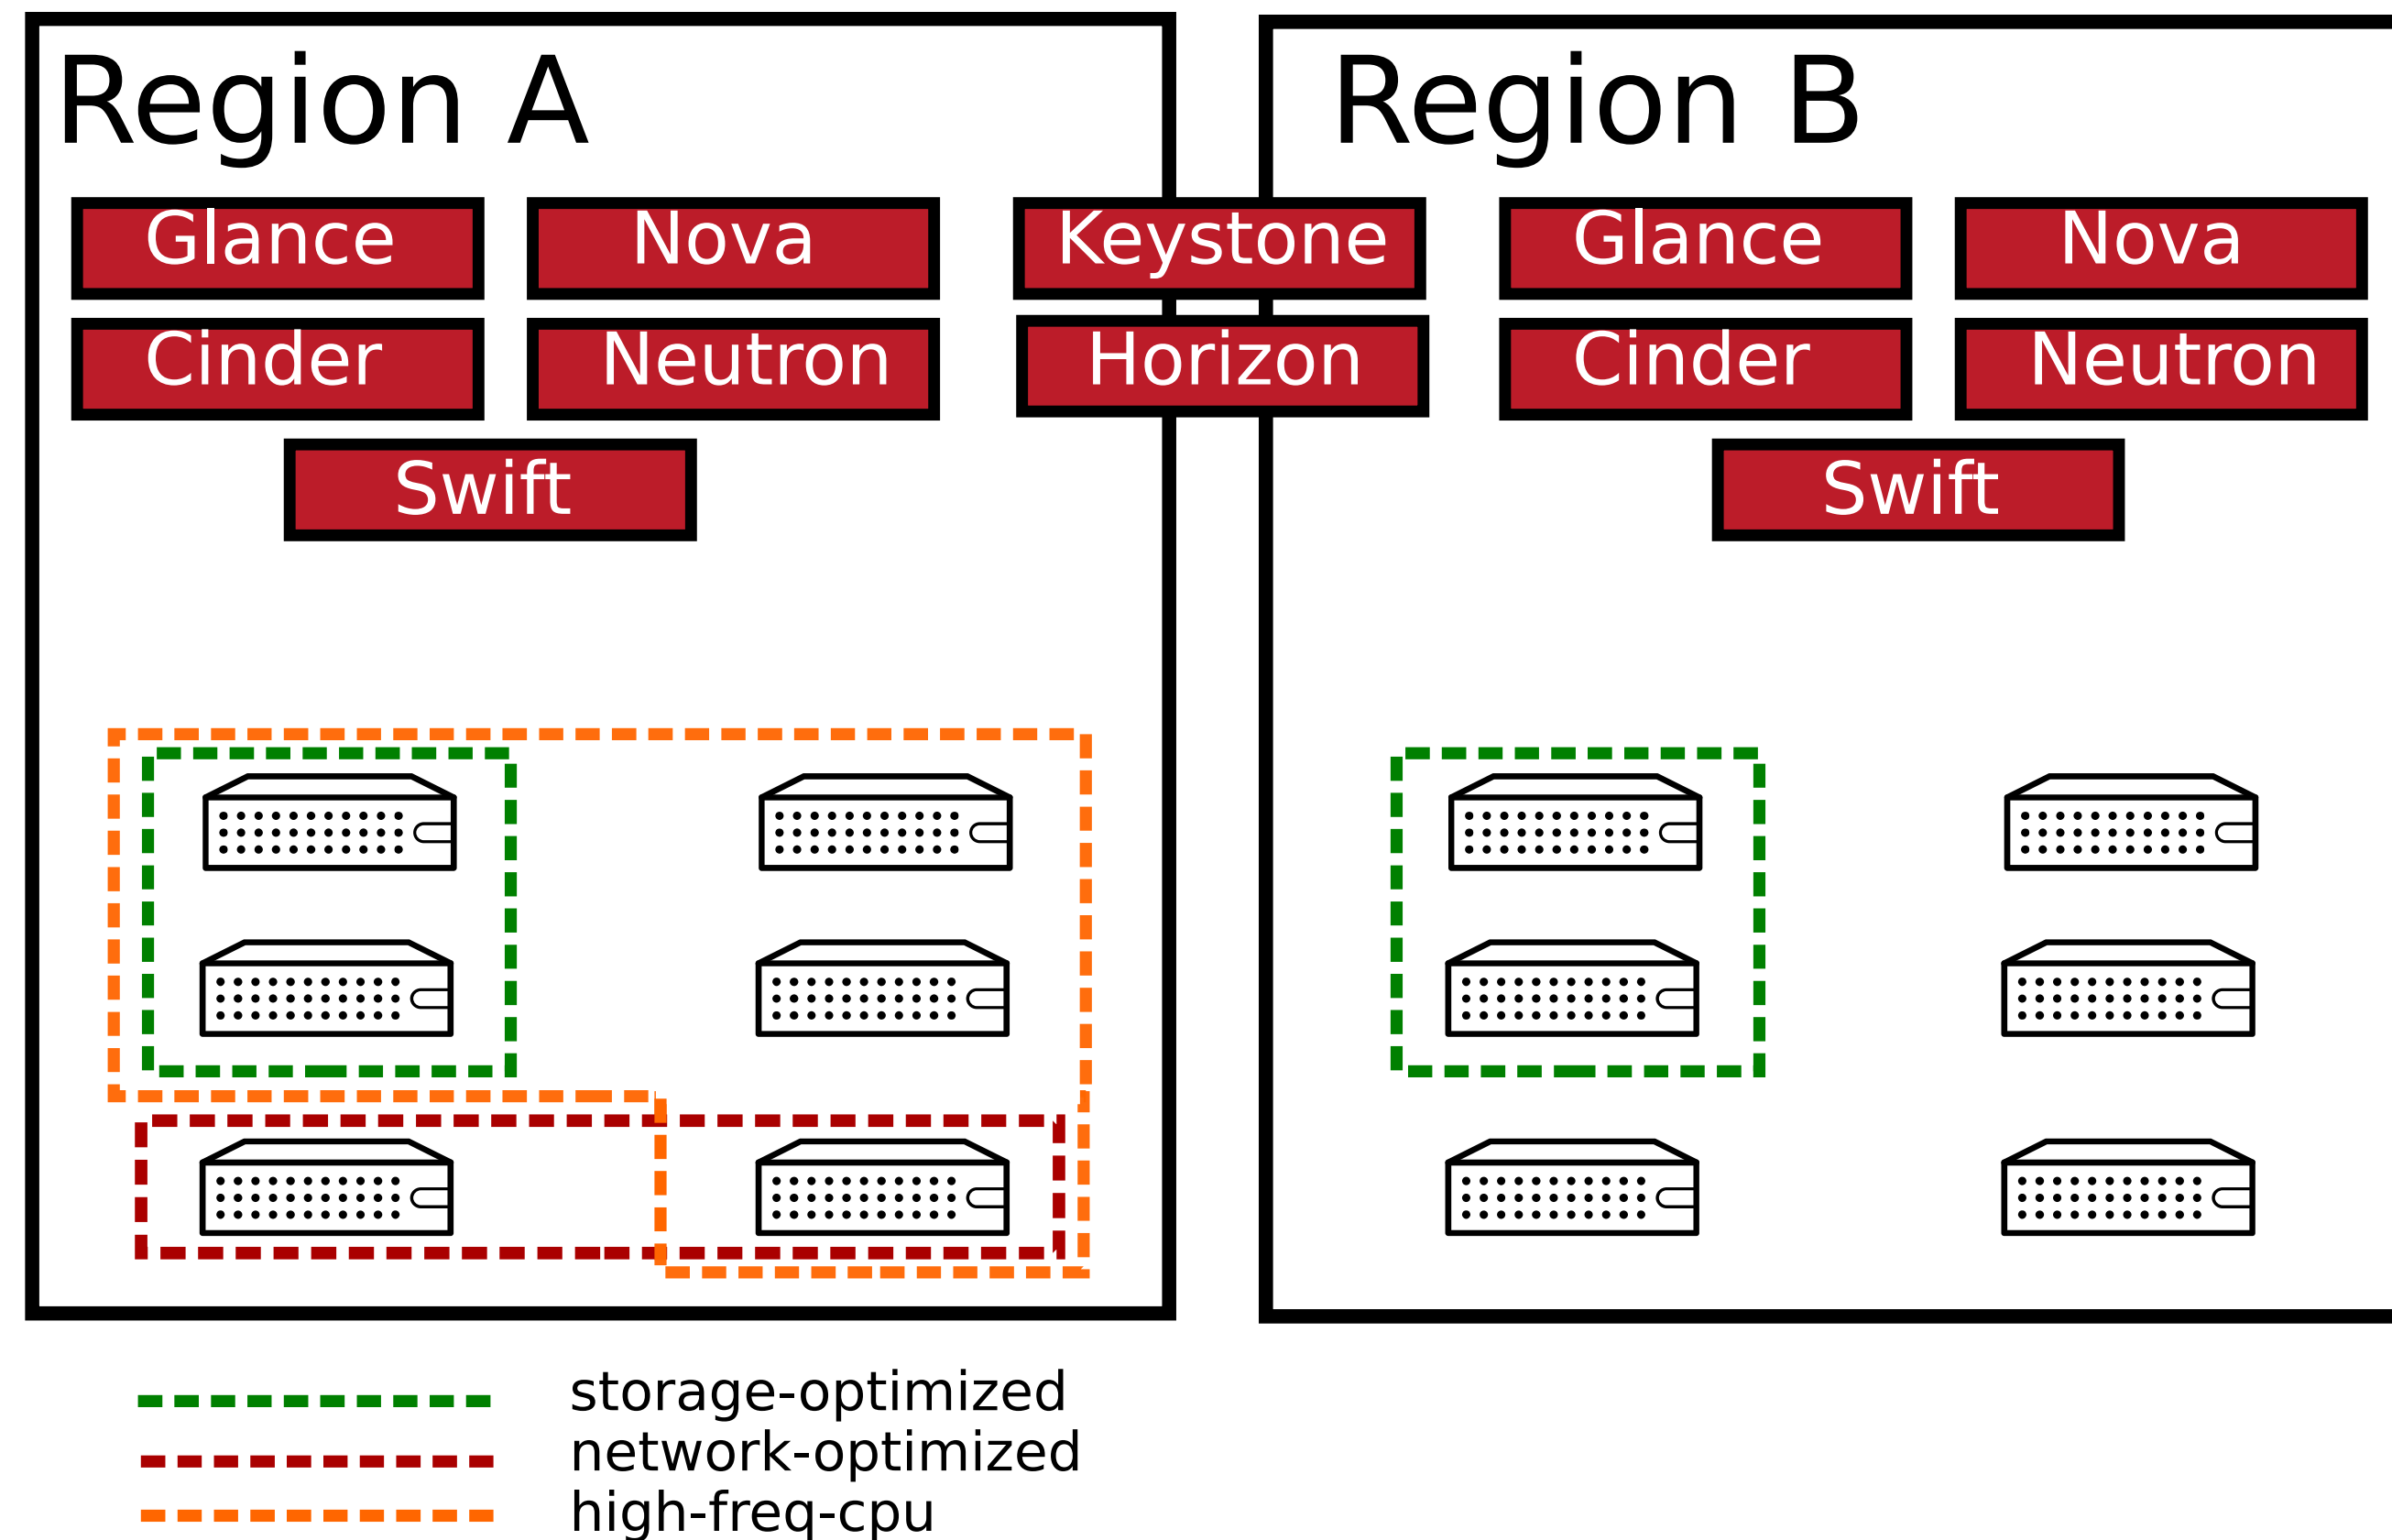 Region A
Region B
Glance
Nova
Keystone
Glance
Nova
Cinder
Neutron
Horizon
Cinder
Neutron
Swift
Swift
storage-optimized
network-optimized
high-freq-cpu